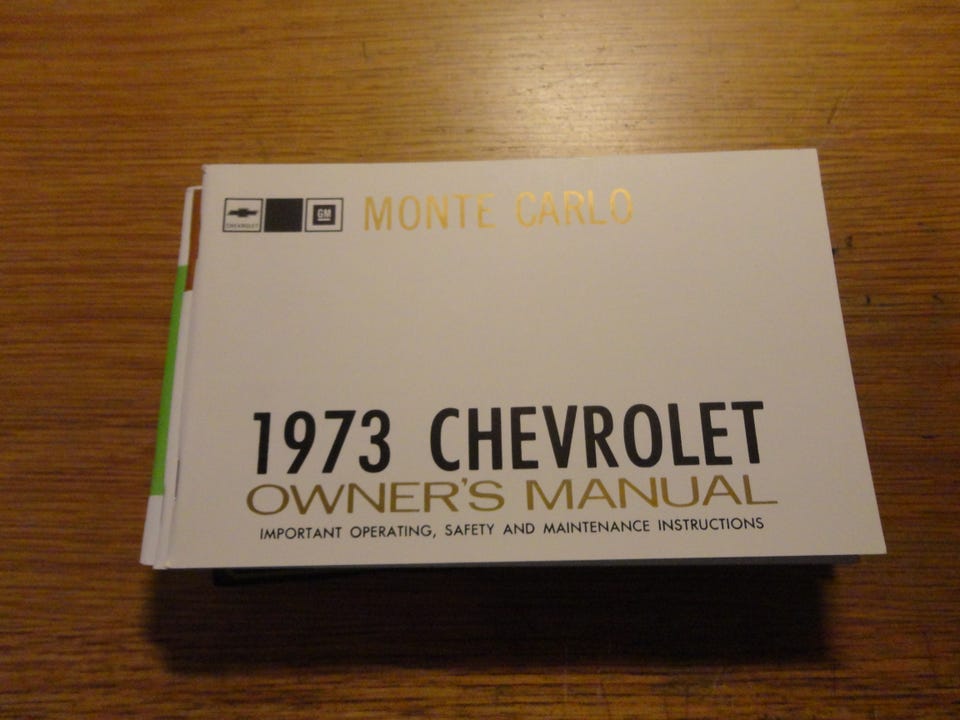 CHEVROLET
GM
MONTE CARLO
1973 CHEVROLET
OWNER'S MANUAL
IMPORTANT OPERATING, SAFETY AND MAINTENANCE INSTRUCTIONS